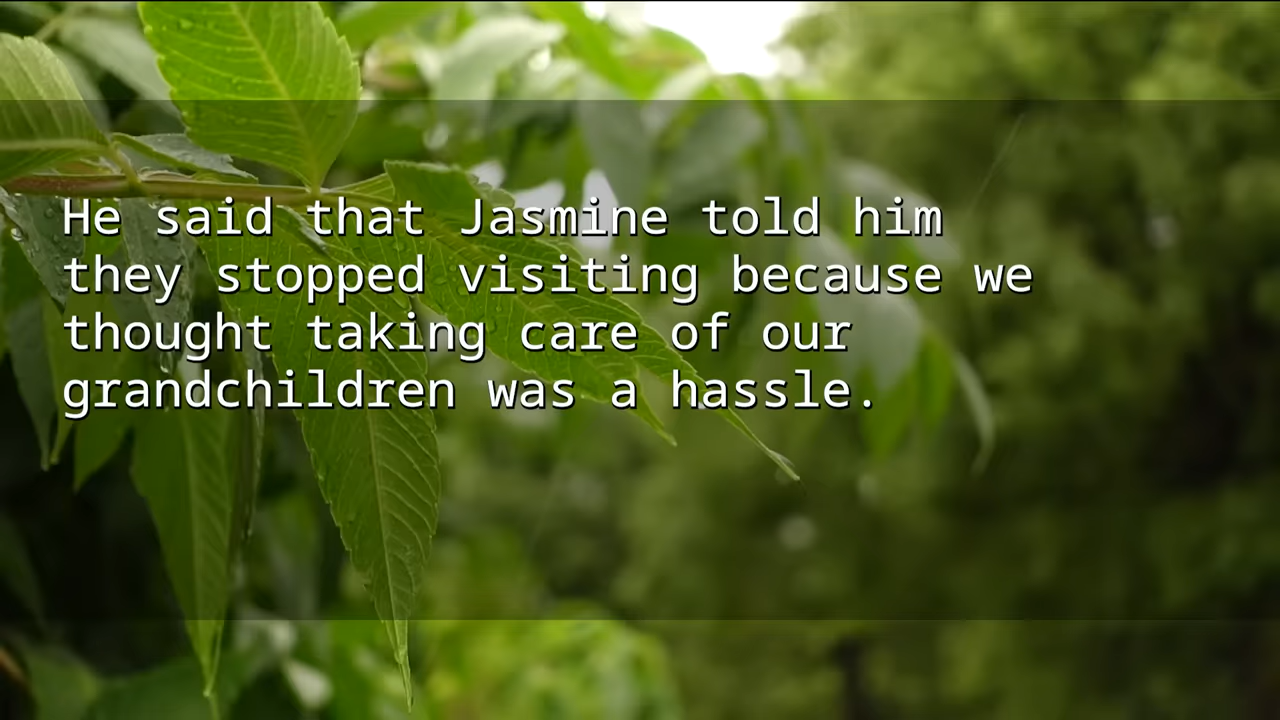 He said that Jasmine told him
they stopped visiting because we
thought taking care of our
grandchildren was a hassle.